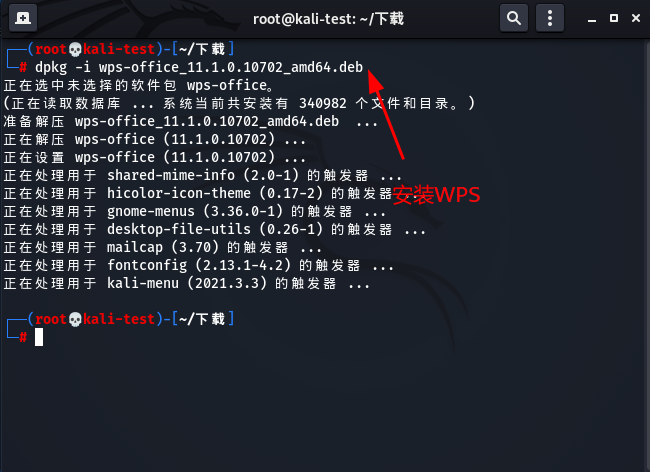 root@kali-test: ~/下载
(root💀kali-test)-[~/下载]
# dpkg -i wps-office_11.1.0.10702_amd64.deb
正在选中未选择的软件包 wps-office。
(正在读取数据库 ... 系统当前共安装有 340982 个文件和目录。)
准备解压 wps-office_11.1.0.10702_amd64.deb ...
正在解压 wps-office (11.1.0.10702) ...
正在设置 wps-office (11.1.0.10702) ...
正在处理用于 shared-mime-info (2.0-1) 的触发器 ...
正在处理用于 hicolor-icon-theme (0.17-2) 的触发器 ...
安装WPS
正在处理用于 gnome-menus (3.36.0-1) 的触发器 ...
正在处理用于 desktop-file-utils (0.26-1) 的触发器 ...
正在处理用于 mailcap (3.70) 的触发器 ...
正在处理用于 fontconfig (2.13.1-4.2) 的触发器 ...
正在处理用于 kali-menu (2021.3.3) 的触发器 ...
(root💀kali-test)-[~/下载]
#